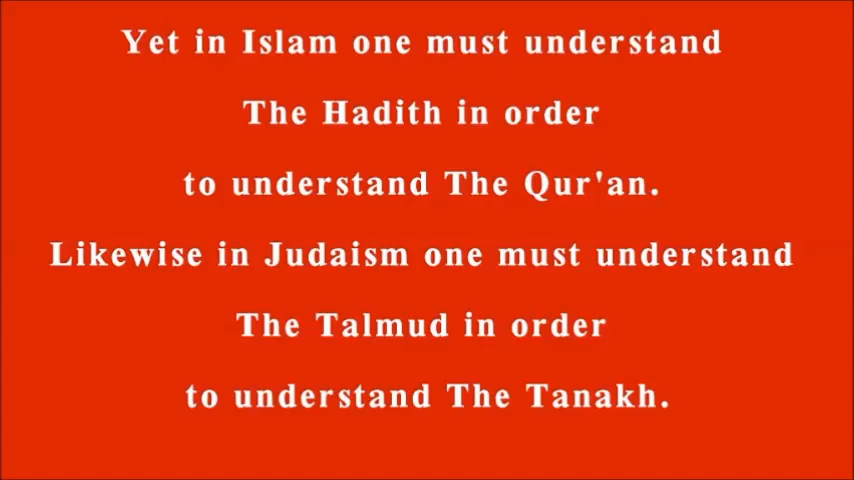 Yet in Islam one must understand
The Hadith in order
to understand The Qur'an.
Likewise in Judaism one must understand
The Talmud in order
to understand The Tanakh.